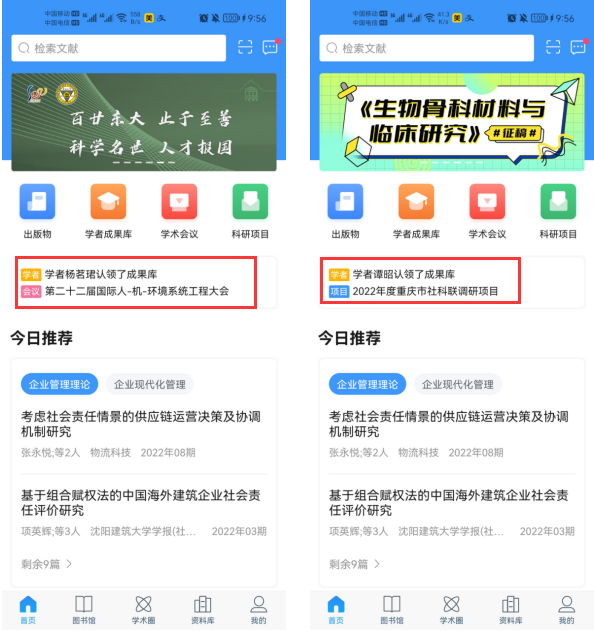 中国移动 HD 46 46 558 B/s 美
中国电信 HD
100 9:56
检索文献
百廿东大 止于至善
科学名世 人才报国
出版物 学者成果库 学术会议 科研项目
学者 学者杨茗珺认领了成果库
会议 第二十二届国际人-机-环境系统工程大会
今日推荐
企业管理理论 企业现代化管理
考虑社会责任情景的供应链运营决策及协调
机制研究
张永悦;等2人 物流科技 2022年08期
基于组合赋权法的中国海外建筑企业社会责
任评价研究
项英辉;等3人 沈阳建筑大学学报(社... 2022年03期
剩余9篇 >
首页 图书馆 学术圈 资料库 我的
中国移动 HD 46 46 41.3 K/s 美
中国电信 HD
100 9:56
检索文献
《生物骨科材料与
临床研究》 #征稿#
出版物 学者成果库 学术会议 科研项目
学者 学者谭昭认领了成果库
项目 2022年度重庆市社科联调研项目
今日推荐
企业管理理论 企业现代化管理
考虑社会责任情景的供应链运营决策及协调
机制研究
张永悦;等2人 物流科技 2022年08期
基于组合赋权法的中国海外建筑企业社会责
任评价研究
项英辉;等3人 沈阳建筑大学学报(社... 2022年03期
剩余9篇 >
首页 图书馆 学术圈 资料库 我的